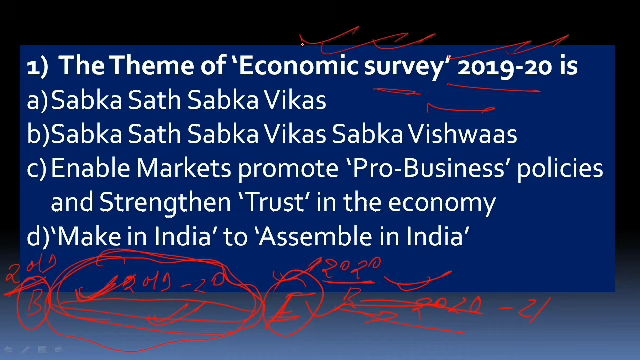 1) The Theme of 'Economic survey' 2019-20 is
a) Sabka Sath Sabka Vikas
b) Sabka Sath Sabka Vikas Sabka Vishwaas
c) Enable Markets promote 'Pro-Business' policies
and Strengthen 'Trust' in the economy
d) 'Make in India' to 'Assemble in India'
2019 2020
B 2019-20 E B 2020-21